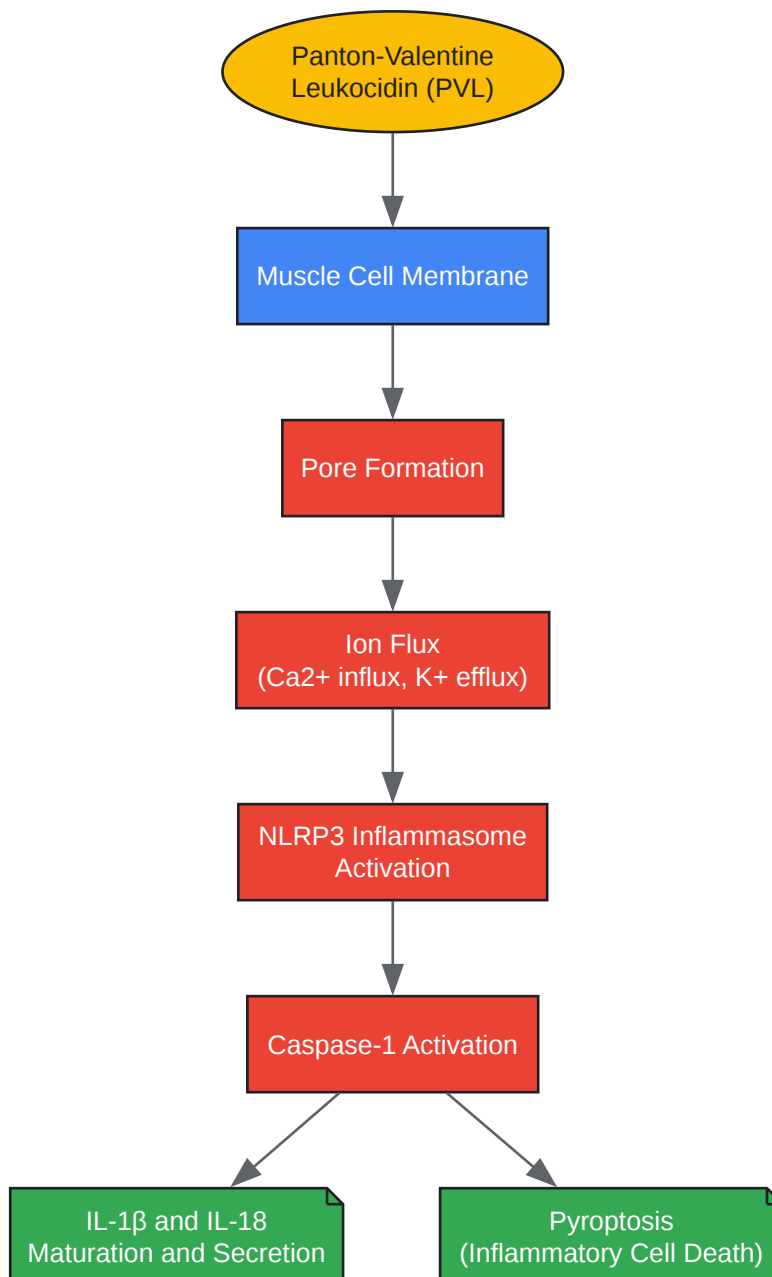 Panton-Valentine
Leukocidin (PVL)
Muscle Cell Membrane
Pore Formation
Ion Flux
(Ca2+ influx, K+ efflux)
NLRP3 Inflammasome
Activation
Caspase-1 Activation
IL-1β and IL-18
Maturation and Secretion
Pyroptosis
(Inflammatory Cell Death)